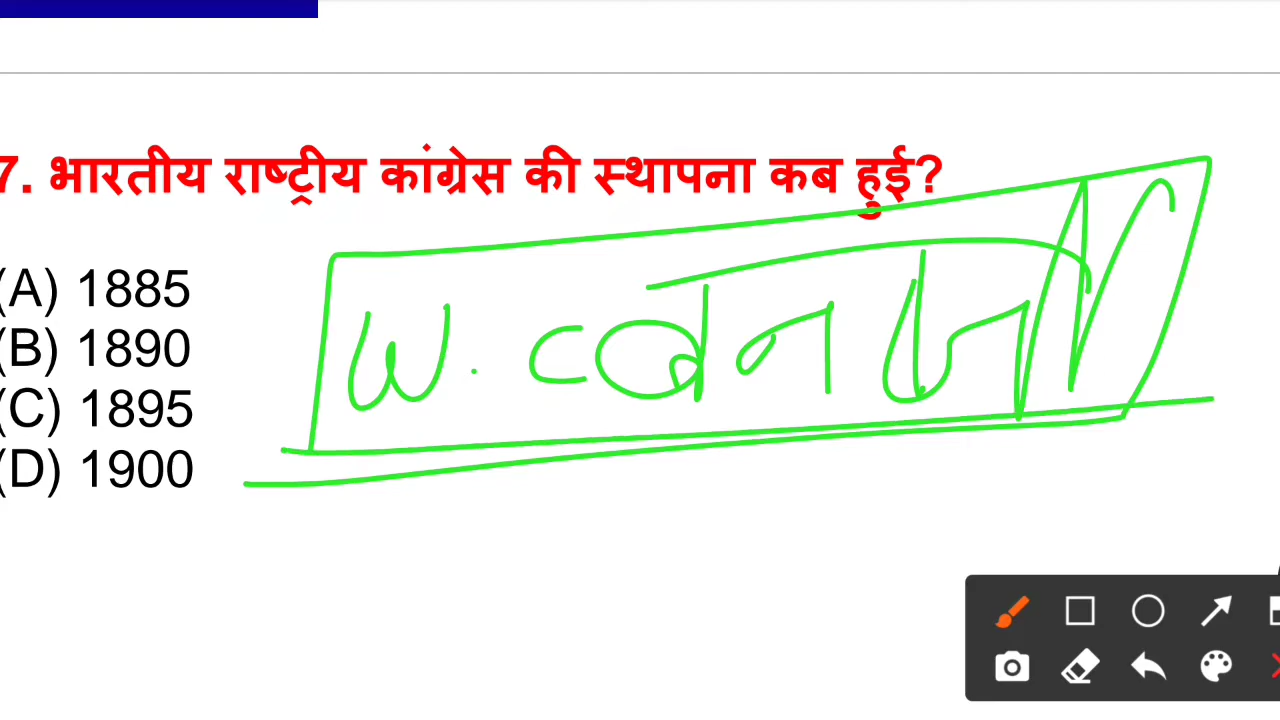 7. भारतीय राष्ट्रीय कांग्रेस की स्थापना कब हुई?
(A) 1885
(B) 1890
(C) 1895
(D) 1900
W. C